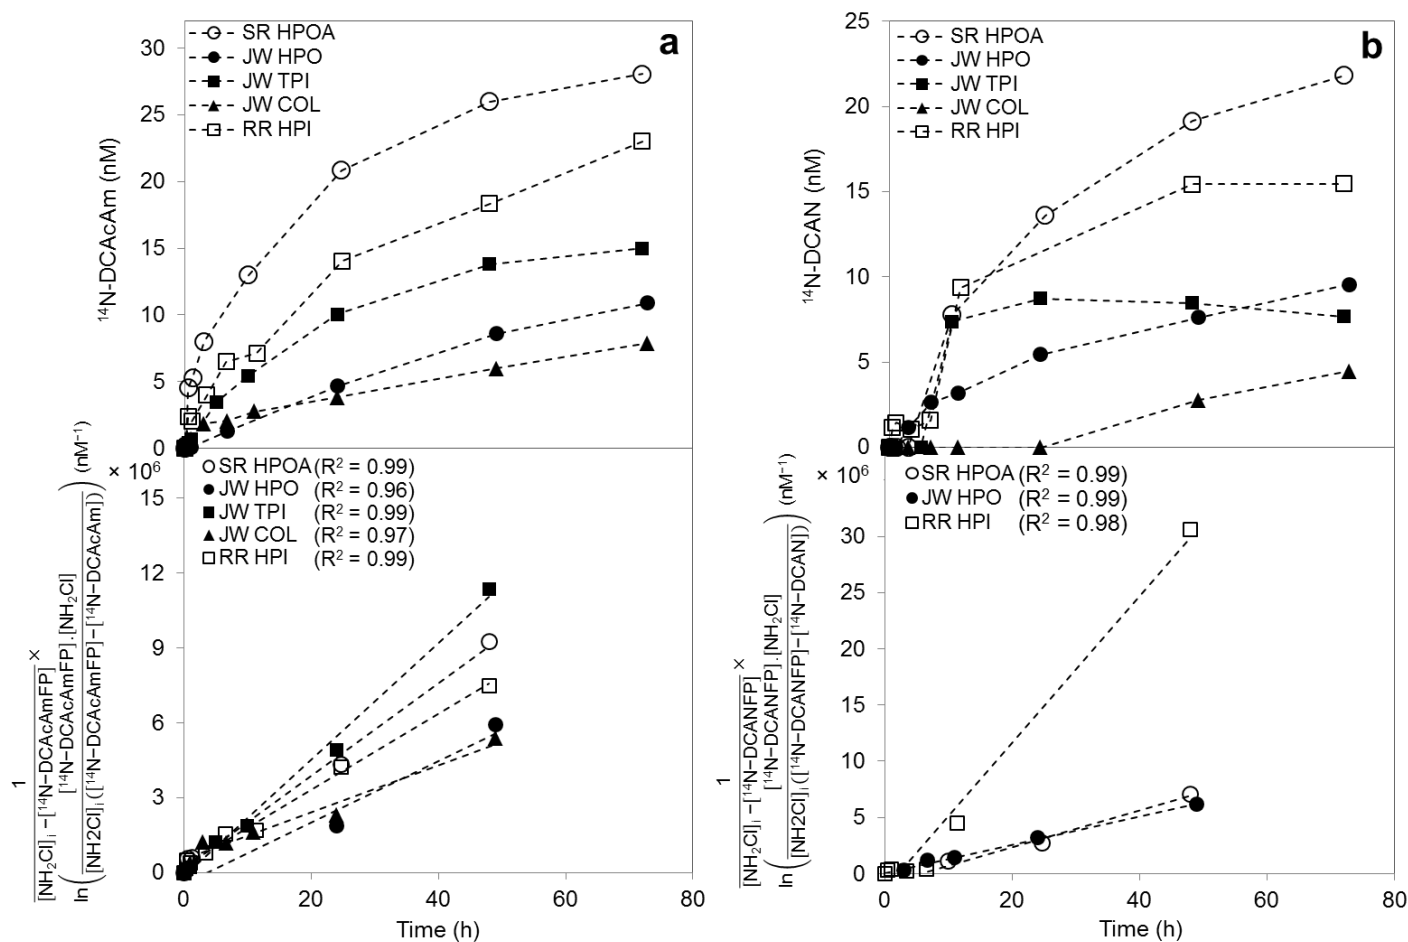 a
SR HPOA
JW HPO
JW TPI
JW COL
RR HPI
¹⁴N-DCAcAm (nM)
30
25
20
15
10
5
0
b
SR HPOA
JW HPO
JW TPI
JW COL
RR HPI
¹⁴N-DCAN (nM)
25
20
15
10
5
0
× 10⁶
SR HPOA (R² = 0.99)
JW HPO (R² = 0.96)
JW TPI (R² = 0.99)
JW COL (R² = 0.97)
RR HPI (R² = 0.99)
1
[NH₂Cl]ᵢ−[¹⁴N−DCAcAmFP] ×
ln( [¹⁴N−DCAcAmFP].[NH₂Cl]
[NH2Cl]ᵢ([¹⁴N−DCAcAmFP]−[¹⁴N−DCAcAm]) ) (nM⁻¹)
15
12
9
6
3
0
0 20 40 60 80
Time (h)
× 10⁶
SR HPOA (R² = 0.99)
JW HPO (R² = 0.99)
RR HPI (R² = 0.98)
1
[NH₂Cl]ᵢ−[¹⁴N−DCANFP] ×
ln( [¹⁴N−DCANFP].[NH₂Cl]
[NH2Cl]ᵢ([¹⁴N−DCANFP]−[¹⁴N−DCAN]) ) (nM⁻¹)
30
25
20
15
10
5
0
0 20 40 60 80
Time (h)